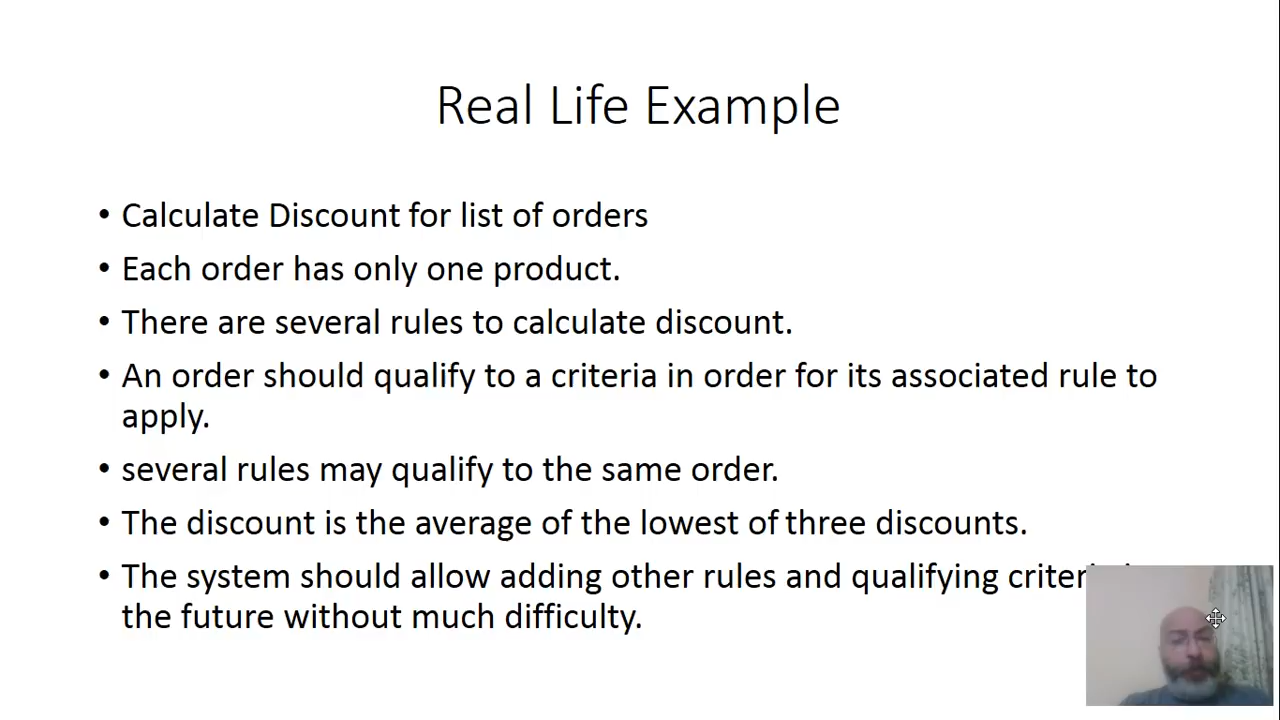 Real Life Example
• Calculate Discount for list of orders
• Each order has only one product.
• There are several rules to calculate discount.
• An order should qualify to a criteria in order for its associated rule to
apply.
• several rules may qualify to the same order.
• The discount is the average of the lowest of three discounts.
• The system should allow adding other rules and qualifying
the future without much difficulty.